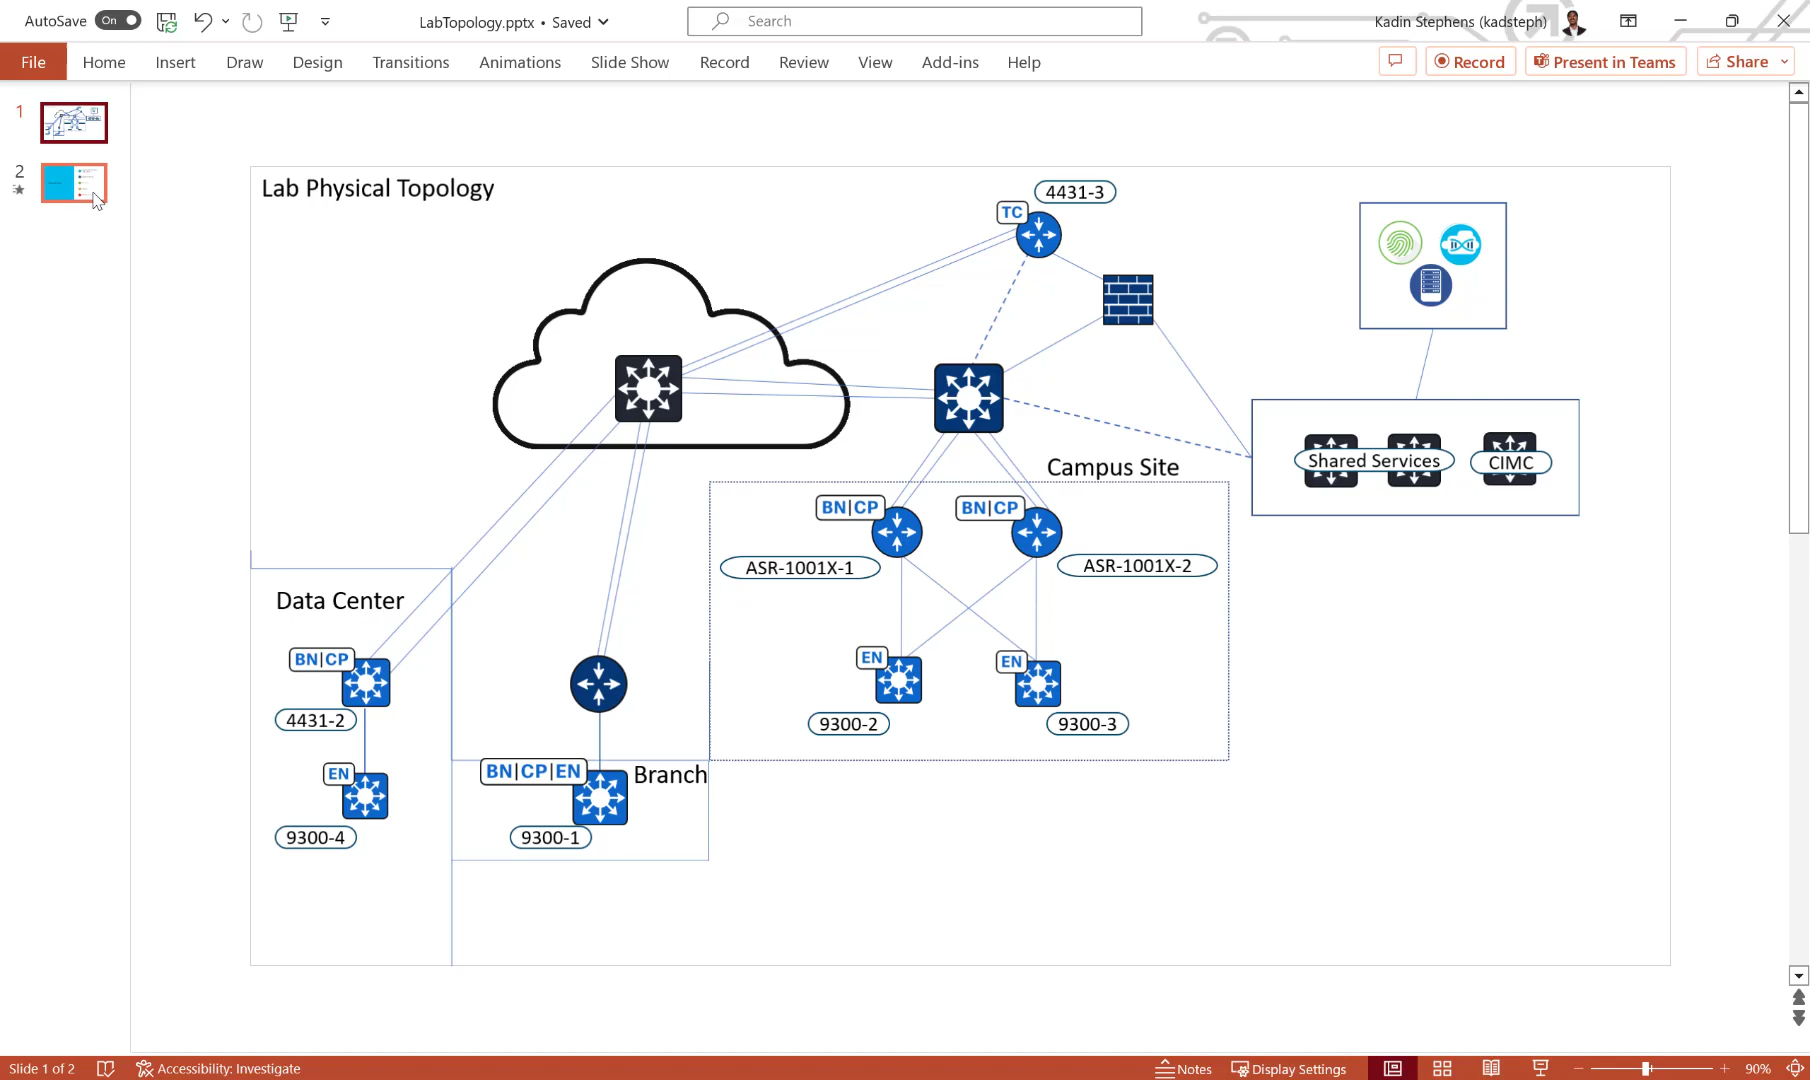 AutoSave On LabTopology.pptx • Saved Search Kadin Stephens (kadsteph)
File Home Insert Draw Design Transitions Animations Slide Show Record Review View Add-ins Help Record Present in Teams Share
1
2
Lab Physical Topology
4431-3
TC
Campus Site
Shared Services
CIMC
BN|CP
BN|CP
ASR-1001X-1
ASR-1001X-2
Data Center
BN|CP
EN
EN
4431-2
9300-2
9300-3
EN
BN|CP|EN
Branch
9300-4
9300-1
Slide 1 of 2 Accessibility: Investigate Notes Display Settings 90%